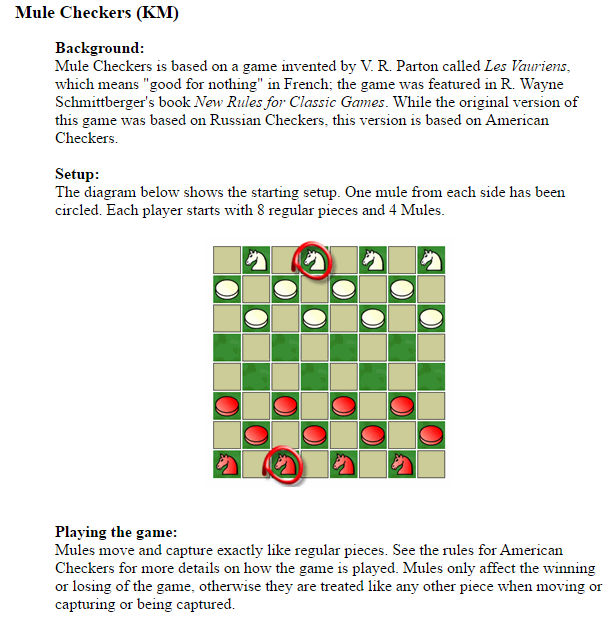 Mule Checkers (KM)
Background:
Mule Checkers is based on a game invented by V. R. Parton called Les Vauriens,
which means "good for nothing" in French; the game was featured in R. Wayne
Schmittberger's book New Rules for Classic Games. While the original version of
this game was based on Russian Checkers, this version is based on American
Checkers.
Setup:
The diagram below shows the starting setup. One mule from each side has been
circled. Each player starts with 8 regular pieces and 4 Mules.
Playing the game:
Mules move and capture exactly like regular pieces. See the rules for American
Checkers for more details on how the game is played. Mules only affect the winning
or losing of the game, otherwise they are treated like any other piece when moving or
capturing or being captured.